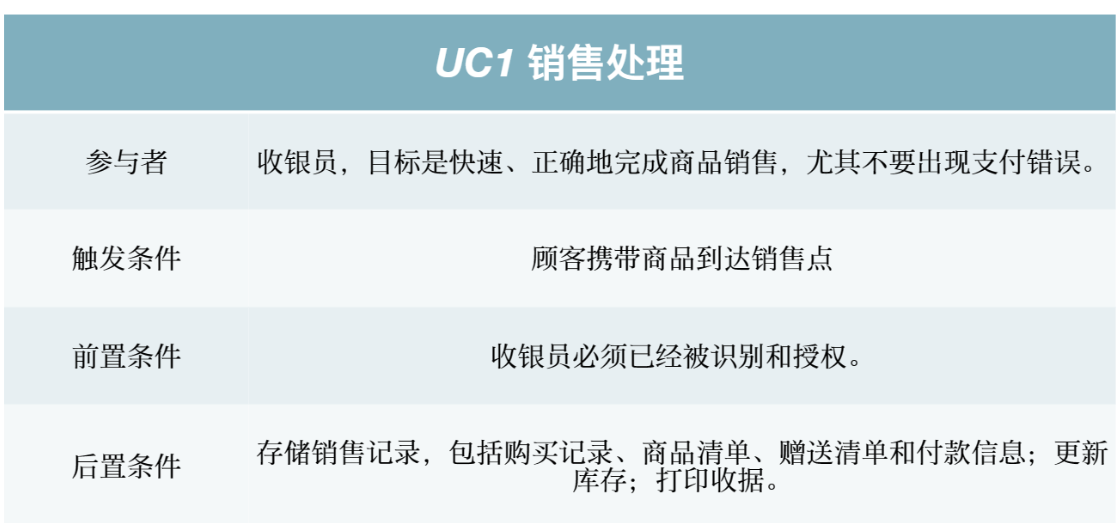 UC1 销售处理
参与者
收银员，目标是快速、正确地完成商品销售，尤其不要出现支付错误。
触发条件
顾客携带商品到达销售点
前置条件
收银员必须已经被识别和授权。
后置条件
存储销售记录，包括购买记录、商品清单、赠送清单和付款信息；更新
库存；打印收据。